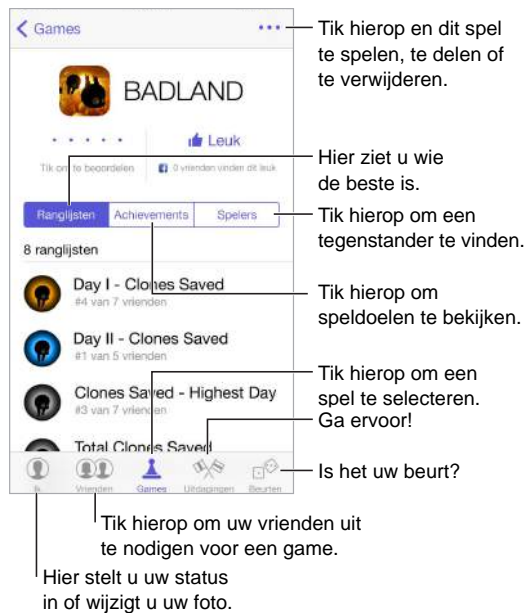 Games
Tik hierop en dit spel
te spelen, te delen of
te verwijderen.
BADLAND
Leuk
Tik om te beoordelen
0 vrienden vinden dit leuk
Hier ziet u wie
de beste is.
Ranglijsten Achievements Spelers
Tik hierop om een
tegenstander te vinden.
8 ranglijsten
Day I - Clones Saved
#4 van 7 vrienden
Tik hierop om
speldoelen te bekijken.
Day II - Clones Saved
#1 van 5 vrienden
Clones Saved - Highest Day
#3 van 7 vrienden
Tik hierop om een
spel te selecteren.
Ga ervoor!
Total Clones Saved
Is het uw beurt?
Ik Vrienden Games Uitdagingen Beurten
Tik hierop om uw vrienden uit
te nodigen voor een game.
Hier stelt u uw status
in of wijzigt u uw foto.